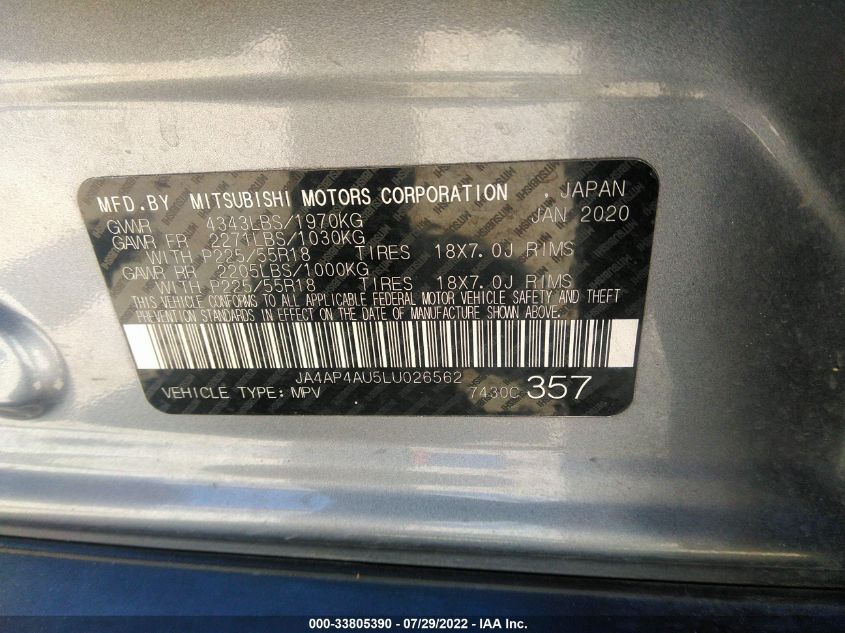 MFD.BY MITSUBISHI MOTORS CORPORATION . JAPAN
GVWR 4343LBS/1970KG JAN 2020
GAWR FR 2271LBS/1030KG
WITH P225/55R18 TIRES 18X7.0J RIMS
GAWR RR 2205LBS/1000KG
WITH P225/55R18 TIRES 18X7.0J RIMS
THIS VEHICLE CONFORMS TO ALL APPLICABLE FEDERAL MOTOR VEHICLE SAFETY AND THEFT
PREVENTION STANDARDS IN EFFECT ON THE DATE OF MANUFACTURE SHOWN ABOVE.
JA4AP4AU5LU026562
VEHICLE TYPE: MPV 7430C 357
000-33805390 - 07/29/2022 - IAA Inc.